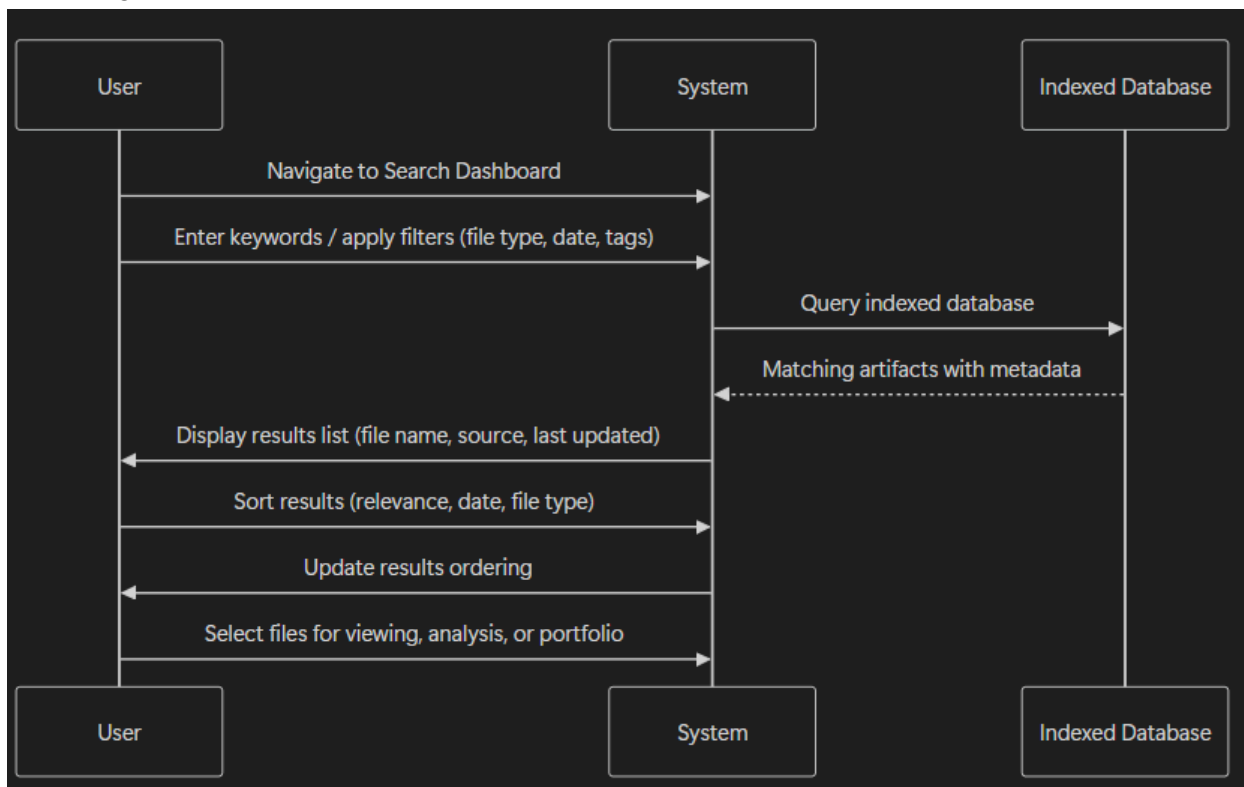 User
System
Indexed Database
Navigate to Search Dashboard
Enter keywords / apply filters (file type, date, tags)
Query indexed database
Matching artifacts with metadata
Display results list (file name, source, last updated)
Sort results (relevance, date, file type)
Update results ordering
Select files for viewing, analysis, or portfolio
User
System
Indexed Database